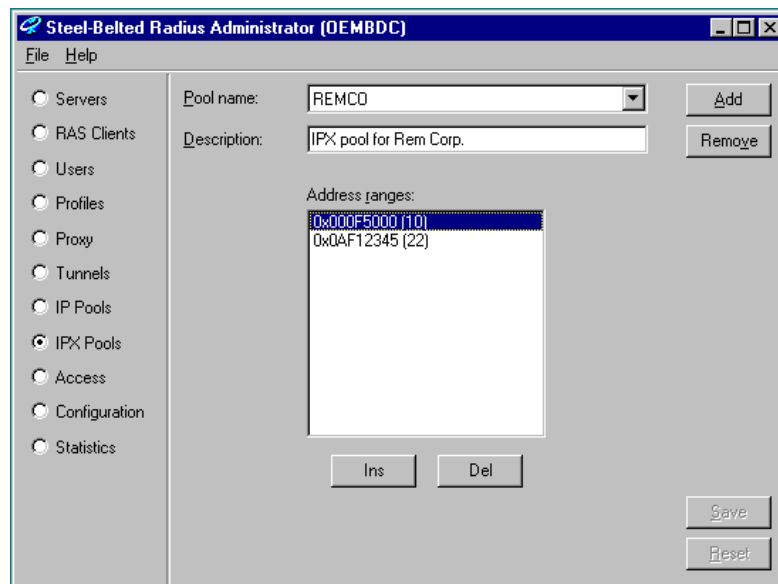 Steel-Belted Radius Administrator (OEMBDC)
File Help
Servers
RAS Clients
Users
Profiles
Proxy
Tunnels
IP Pools
IPX Pools
Access
Configuration
Statistics
Pool name: REMCO
Description: IPX pool for Rem Corp.
Address ranges:
0x000F5000 (10)
0x0AF12345 (22)
Ins Del
Add
Remove
Save
Reset